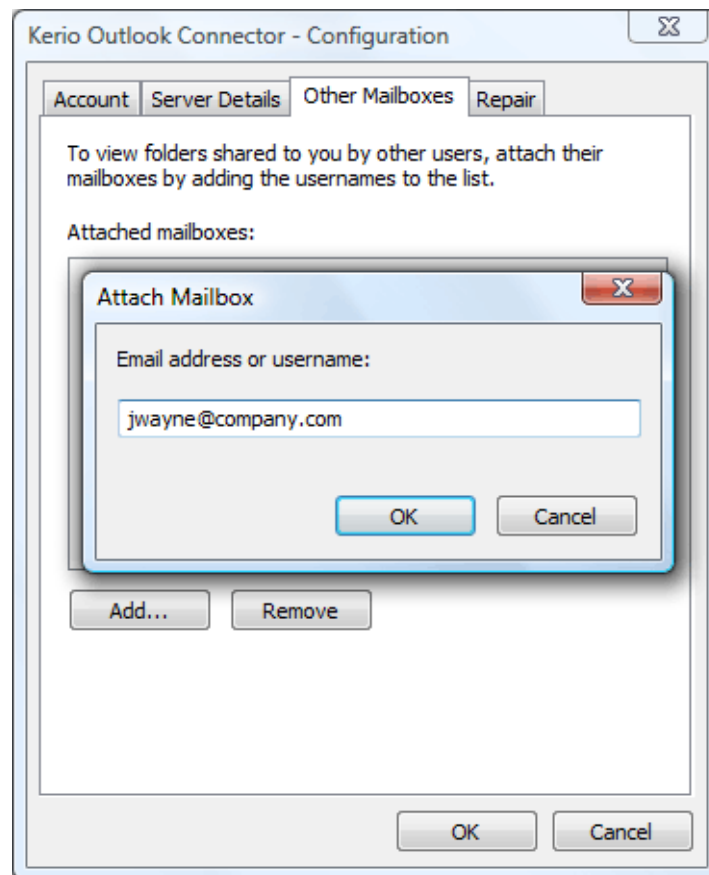 Kerio Outlook Connector - Configuration
Account Server Details Other Mailboxes Repair
To view folders shared to you by other users, attach their
mailboxes by adding the usernames to the list.
Attached mailboxes:
Attach Mailbox
Email address or username:
jwayne@company.com
OK Cancel
Add... Remove
OK Cancel